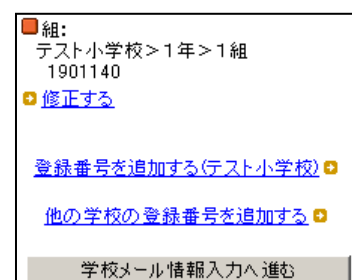 組:
テスト小学校>1年>1組
1901140
修正する
登録番号を追加する(テスト小学校)
他の学校の登録番号を追加する
学校メール情報入力へ進む